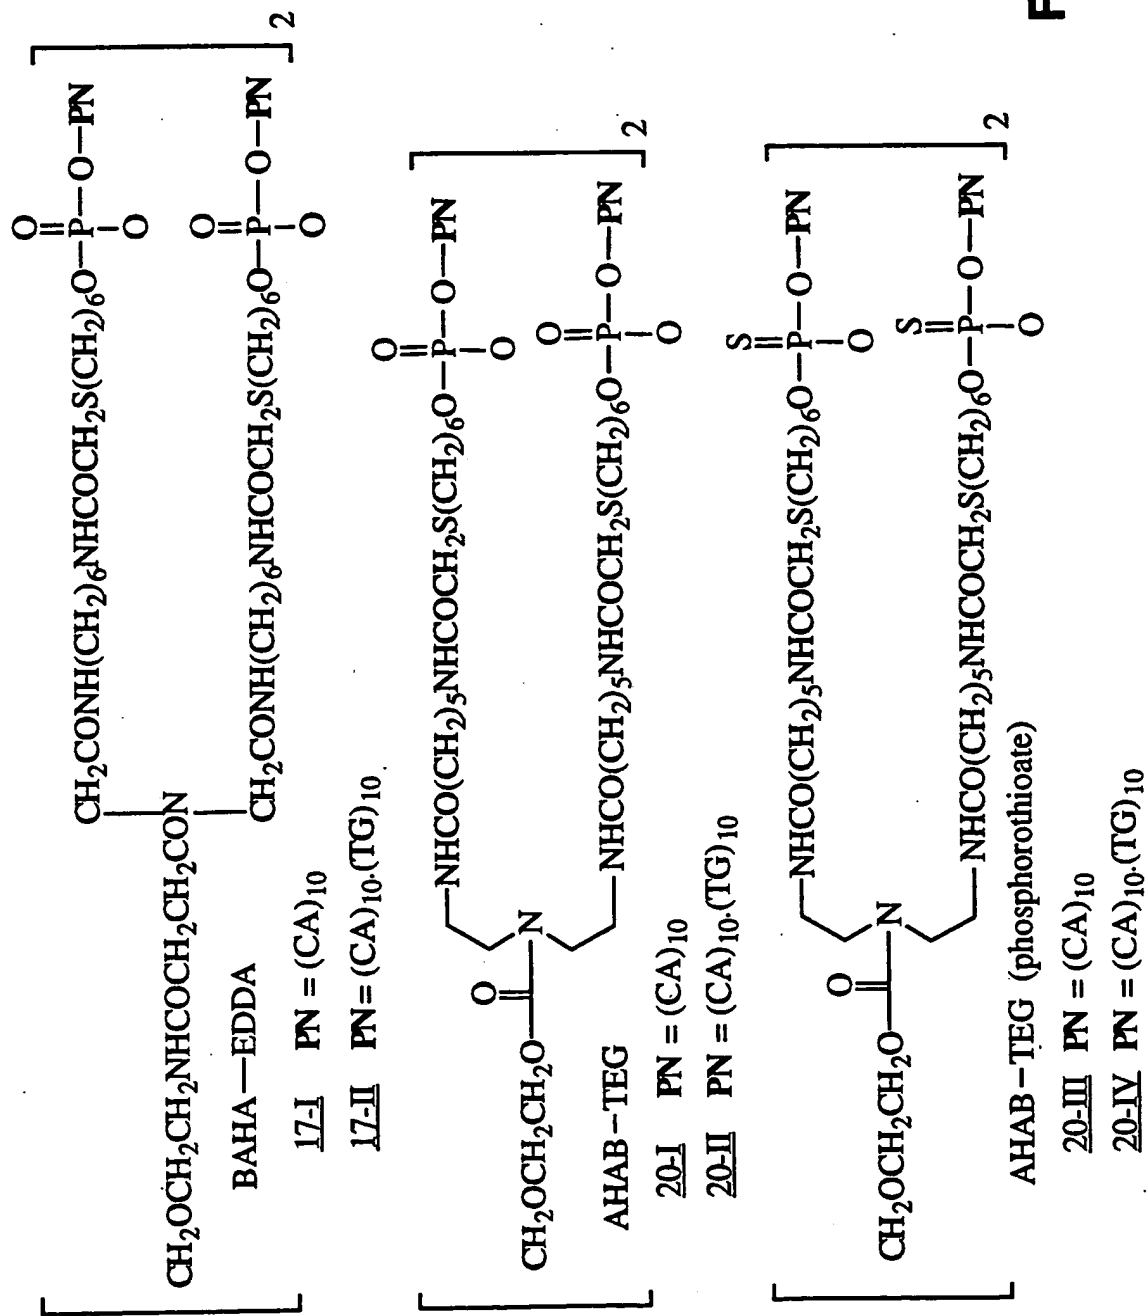 O
CH₂CONH(CH₂)₆NHCOCH₂S(CH₂)₆O—P—O—PN
O
CH₂OCH₂CH₂NHCOCH₂CH₂CON
O
CH₂CONH(CH₂)₆NHCOCH₂S(CH₂)₆O—P—O—PN
O
2
BAHA—EDDA
17-I PN = (CA)₁₀
17-II PN = (CA)₁₀·(TG)₁₀
O
NHCO(CH₂)₅NHCOCH₂S(CH₂)₆O—P—O—PN
O
O
CH₂OCH₂CH₂O N
O
NHCO(CH₂)₅NHCOCH₂S(CH₂)₆O—P—O—PN
O
2
AHAB—TEG
20-I PN = (CA)₁₀
20-II PN = (CA)₁₀·(TG)₁₀
S
NHCO(CH₂)₅NHCOCH₂S(CH₂)₆O—P—O—PN
O
O
CH₂OCH₂CH₂O N
S
NHCO(CH₂)₅NHCOCH₂S(CH₂)₆O—P—O—PN
O
2
AHAB—TEG (phosphorothioate)
20-III PN = (CA)₁₀
20-IV PN = (CA)₁₀·(TG)₁₀